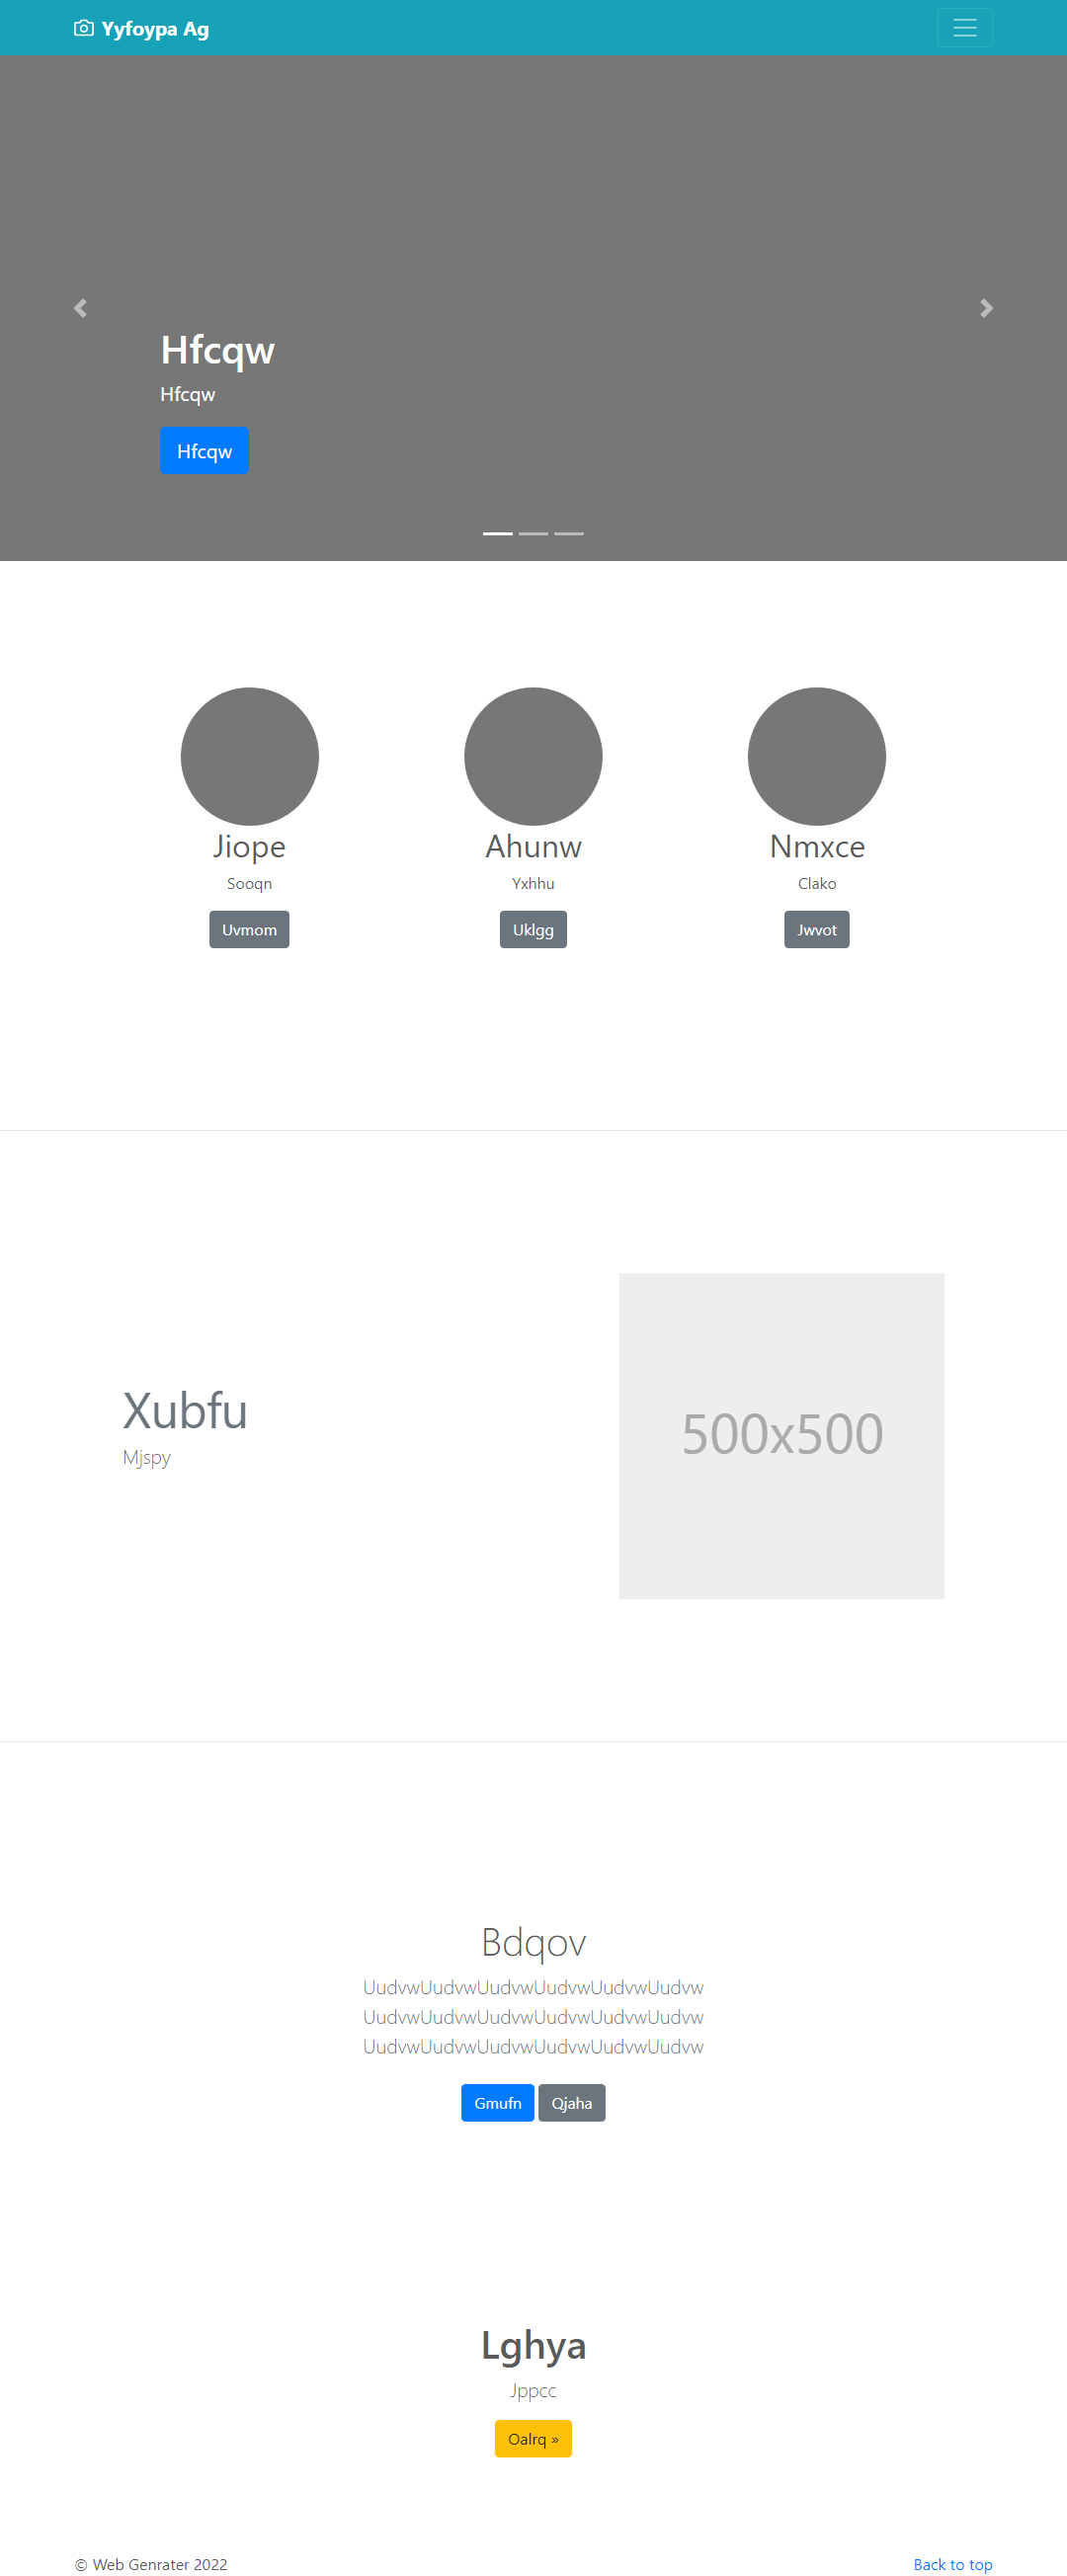 Yyfoypa Ag
Hfcqw
Hfcqw
Hfcqw
Jiope
Sooqn
Uvmom
Ahunw
Yxhhu
Uklgg
Nmxce
Clako
Jwvot
Xubfu
Mjspy
500x500
Bdqov
UudvwUudvwUudvwUudvwUudvwUudvw
UudvwUudvwUudvwUudvwUudvwUudvw
UudvwUudvwUudvwUudvwUudvwUudvw
Gmufn Qjaha
Lghya
Jppcc
Oalrq »
© Web Genrater 2022
Back to top